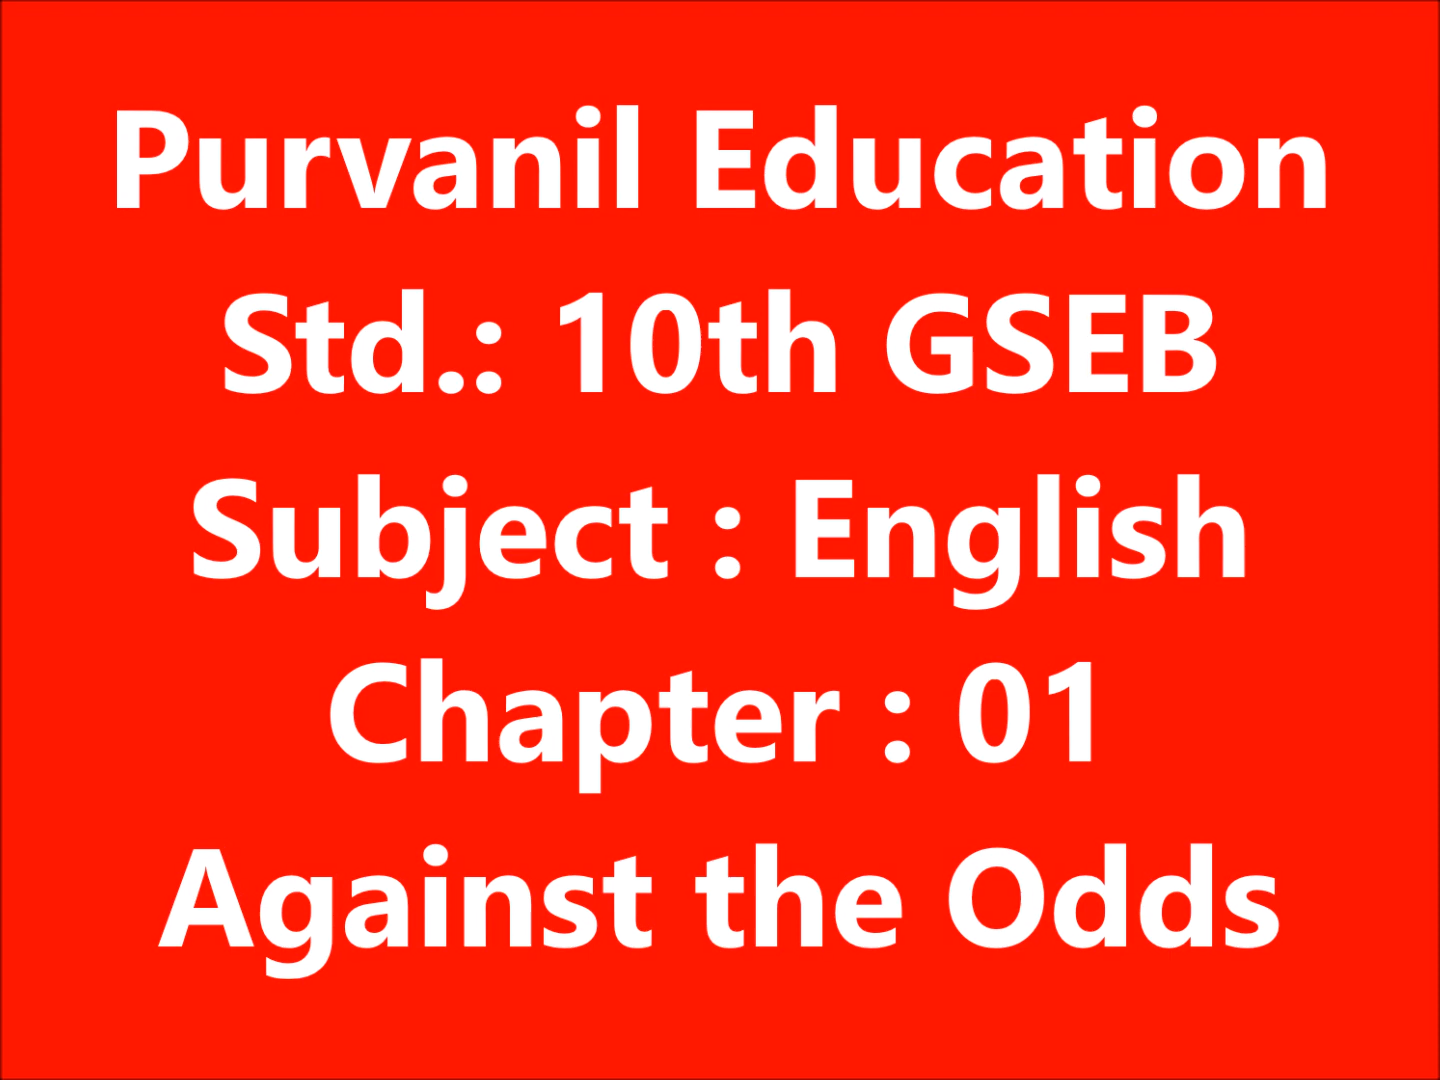 Purvanil Education
Std.: 10th GSEB
Subject : English
Chapter : 01
Against the Odds